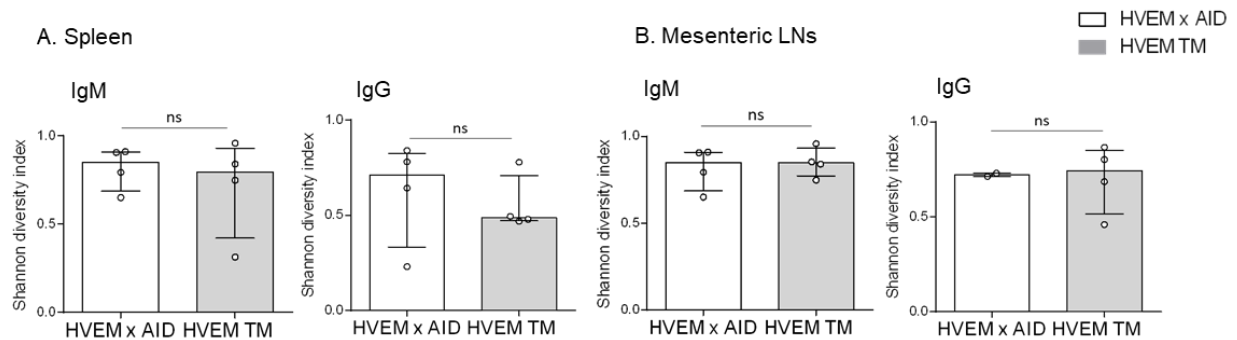 HVEM x AID
HVEM TM
A. Spleen
B. Mesenteric LNs
IgM
ns
Shannon diversity index
1.0
0.5
0.0
HVEM x AID HVEM TM
IgG
ns
Shannon diversity index
1.0
0.5
0.0
HVEM x AID HVEM TM
IgM
ns
Shannon diversity index
1.0
0.5
0.0
HVEM x AID HVEM TM
IgG
ns
Shannon diversity index
1.0
0.5
0.0
HVEM x AID HVEM TM